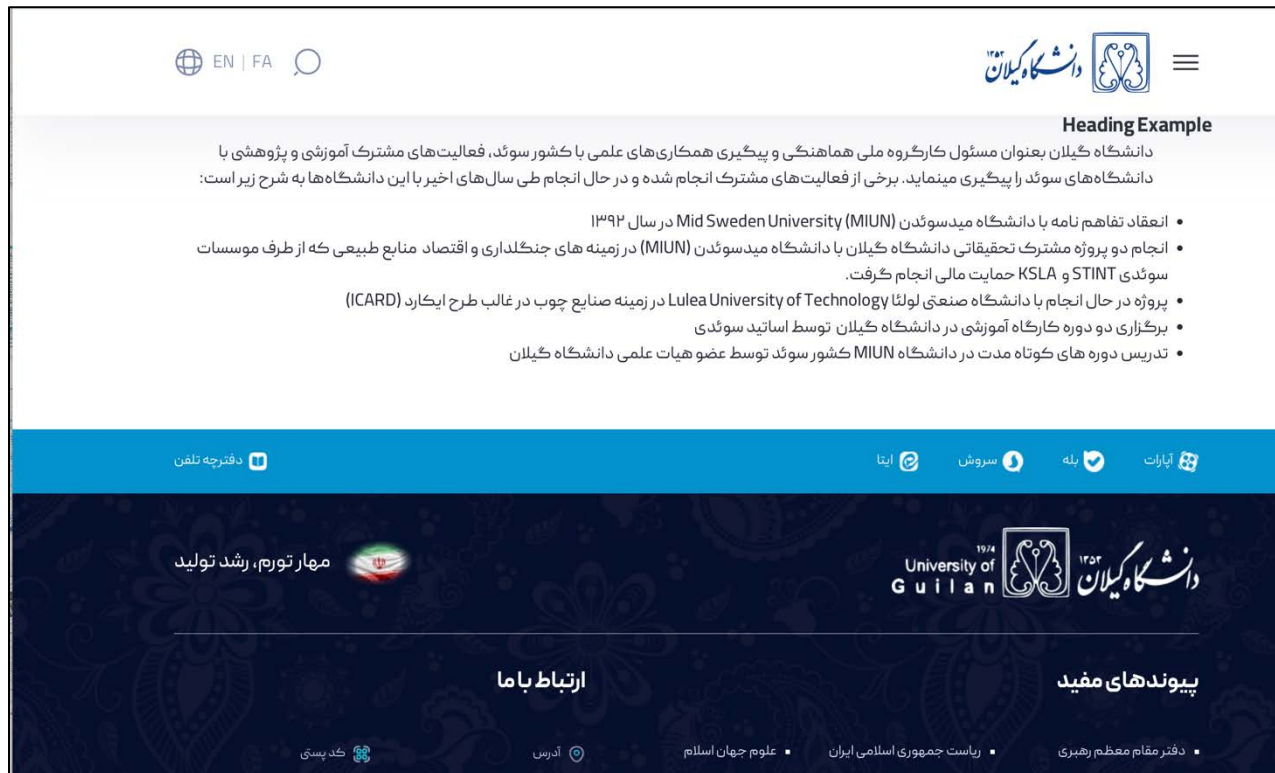 دانشگاه گیلان ۱۳۵۳
EN | FA
Heading Example
دانشگاه گیلان بعنوان مسئول کارگروه ملی هماهنگی و پیگیری همکاری‌های علمی با کشور سوئد، فعالیت‌های مشترک آموزشی و پژوهشی با
دانشگاه‌های سوئد را پیگیری مینماید. برخی از فعالیت‌های مشترک انجام شده و در حال انجام طی سال‌های اخیر با این دانشگاه‌ها به شرح زیر است:
• انعقاد تفاهم نامه با دانشگاه میدسوئدن Mid Sweden University (MIUN) در سال ۱۳۹۲
• انجام دو پروژه مشترک تحقیقاتی دانشگاه گیلان با دانشگاه میدسوئدن (MIUN) در زمینه های جنگلداری و اقتصاد منابع طبیعی که از طرف موسسات
سوئدی STINT و KSLA حمایت مالی انجام گرفت.
• پروژه در حال انجام با دانشگاه صنعتی لولئا Lulea University of Technology در زمینه صنایع چوب در غالب طرح ایکارد (ICARD)
• برگزاری دو دوره کارگاه آموزشی در دانشگاه گیلان توسط اساتید سوئدی
• تدریس دوره های کوتاه مدت در دانشگاه MIUN کشور سوئد توسط عضو هیات علمی دانشگاه گیلان
آپارات بله سروش ایتا دفترچه تلفن
دانشگاه گیلان ۱۳۵۳
1974
University of
Guilan
مهار تورم، رشد تولید
پیوندهای مفید ارتباط با ما
▪ دفتر مقام معظم رهبری ▪ ریاست جمهوری اسلامی ایران ▪ علوم جهان اسلام آدرس کد پستی